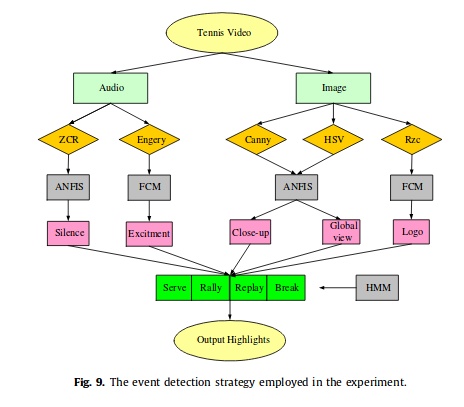 Tennis Video
Audio
Image
ZCR
Engery
Canny
HSV
Rzc
ANFIS
FCM
ANFIS
FCM
Silence
Excitment
Close-up
Global
view
Logo
Serve
Rally
Replay
Break
HMM
Output Highlights
Fig. 9. The event detection strategy employed in the experiment.